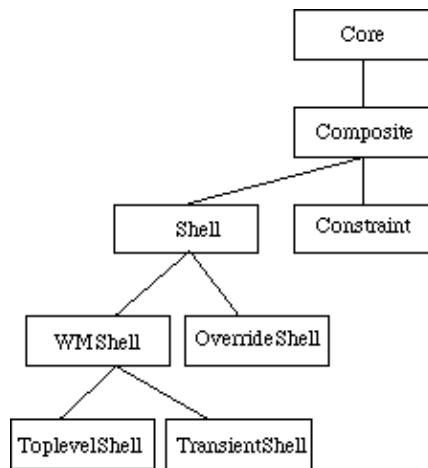 Core
Composite
Shell
Constraint
WMShell
OverrideShell
ToplevelShell
TransientShell